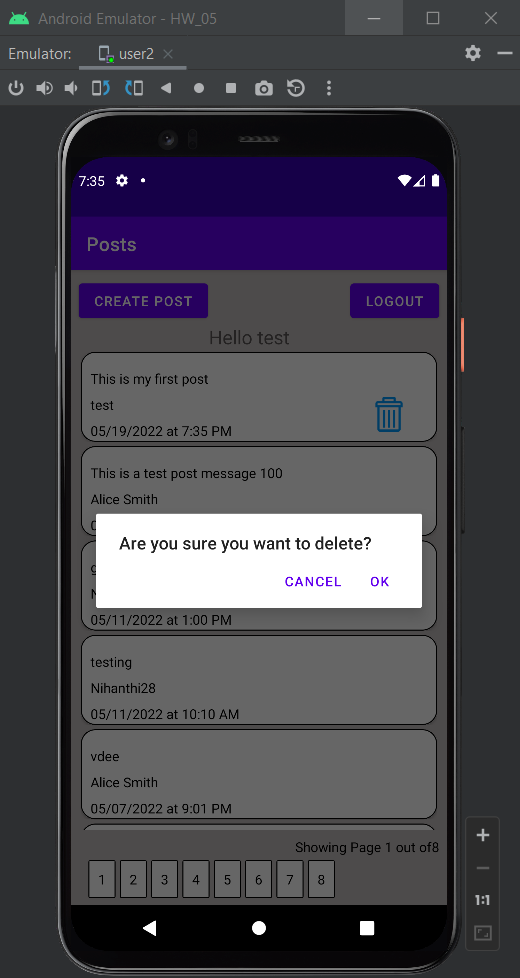 Android Emulator - HW_05
Emulator: user2
7:35
Posts
CREATE POST
LOGOUT
Hello test
This is my first post
test
05/19/2022 at 7:35 PM
This is a test post message 100
Alice Smith
Are you sure you want to delete?
CANCEL OK
05/11/2022 at 1:00 PM
testing
Nihanthi28
05/11/2022 at 10:10 AM
vdee
Alice Smith
05/07/2022 at 9:01 PM
Showing Page 1 out of8
1 2 3 4 5 6 7 8
1:1